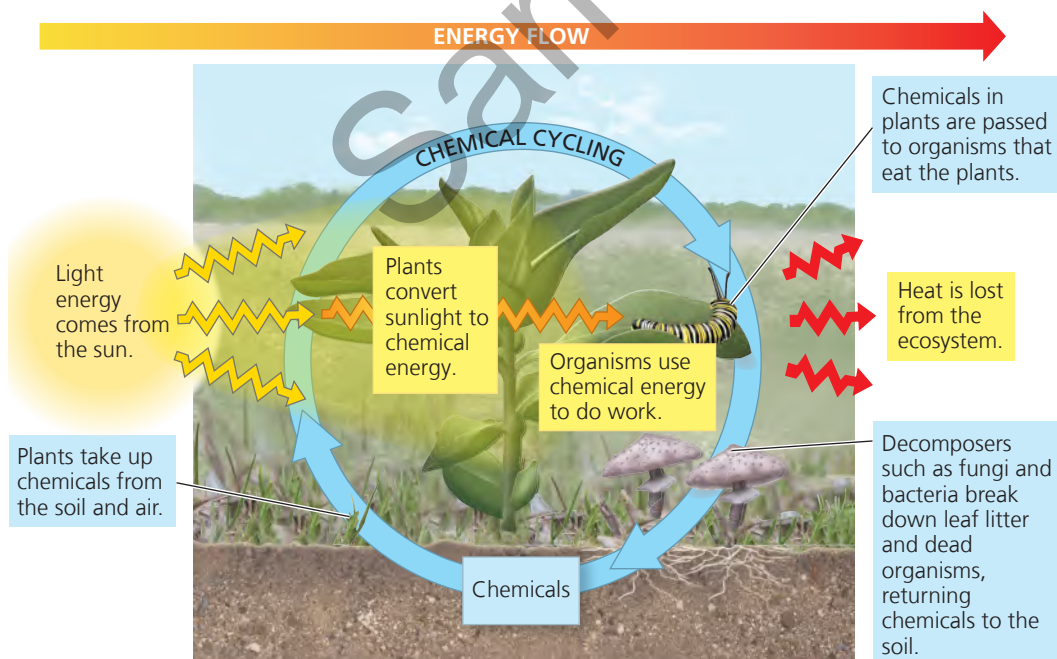 ENERGY FLOW
CHEMICAL CYCLING
Chemicals in
plants are passed
to organisms that
eat the plants.
Light
energy
comes from
the sun.
Plants
convert
sunlight to
chemical
energy.
Organisms use
chemical energy
to do work.
Heat is lost
from the
ecosystem.
Plants take up
chemicals from
the soil and air.
Chemicals
Decomposers
such as fungi and
bacteria break
down leaf litter
and dead
organisms,
returning
chemicals to the
soil.